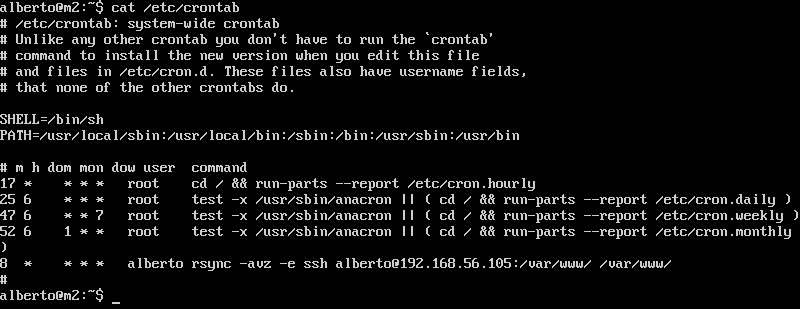 alberto@m2:~$ cat /etc/crontab
# /etc/crontab: system-wide crontab
# Unlike any other crontab you don't have to run the `crontab'
# command to install the new version when you edit this file
# and files in /etc/cron.d. These files also have username fields,
# that none of the other crontabs do.

SHELL=/bin/sh
PATH=/usr/local/sbin:/usr/local/bin:/sbin:/bin:/usr/sbin:/usr/bin

# m h dom mon dow user  command
17 *    * * *   root    cd / && run-parts --report /etc/cron.hourly
25 6    * * *   root    test -x /usr/sbin/anacron || ( cd / && run-parts --report /etc/cron.daily )
47 6    * * 7   root    test -x /usr/sbin/anacron || ( cd / && run-parts --report /etc/cron.weekly )
52 6    1 * *   root    test -x /usr/sbin/anacron || ( cd / && run-parts --report /etc/cron.monthly
)
8  *    * * *   alberto rsync -avz -e ssh alberto@192.168.56.105:/var/www/ /var/www/
#
alberto@m2:~$ _